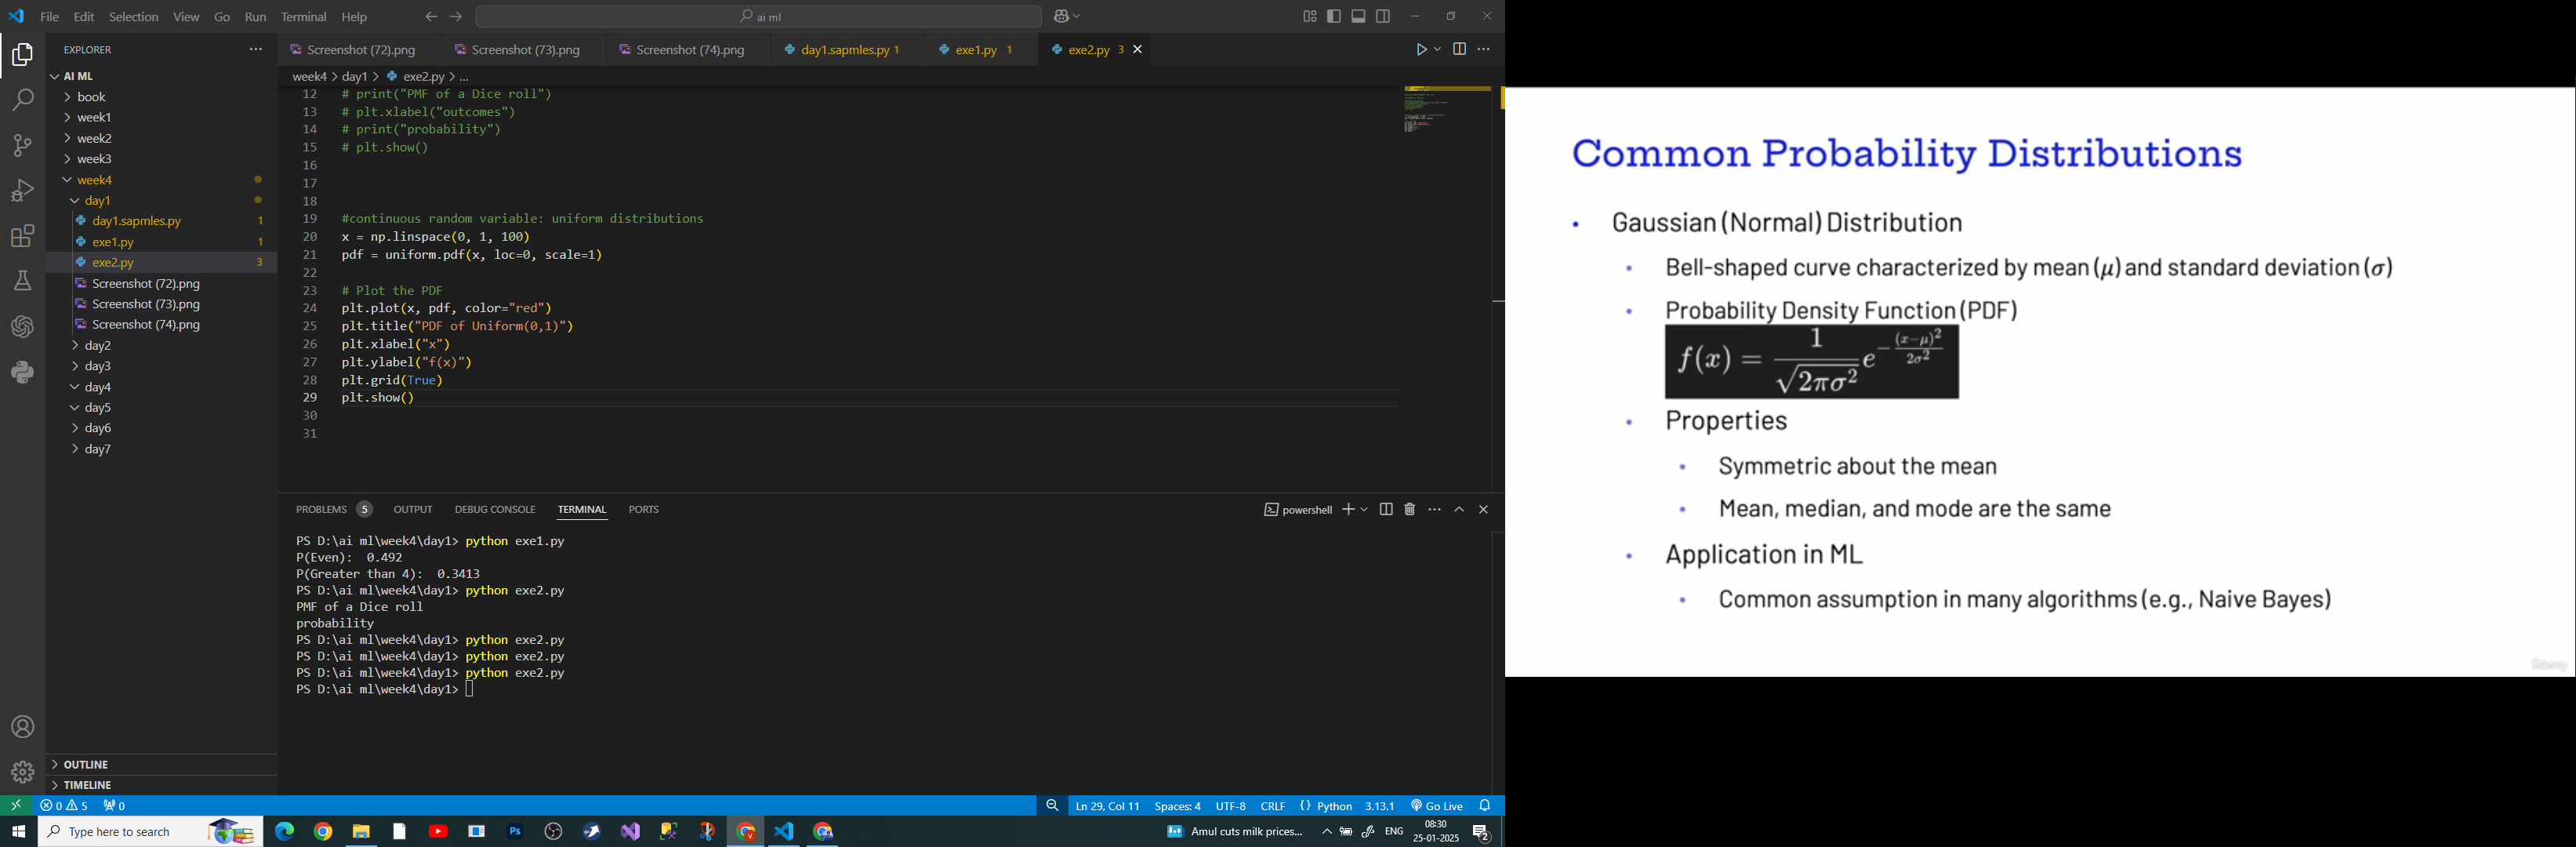 File Edit Selection View Go Run Terminal Help
ai ml
EXPLORER
AI ML
book
week1
week2
week3
week4
day1
day1.sapmles.py 1
exe1.py 1
exe2.py 3
Screenshot (72).png
Screenshot (73).png
Screenshot (74).png
day2
day3
day4
day5
day6
day7
OUTLINE
TIMELINE
Screenshot (72).png Screenshot (73).png Screenshot (74).png day1.sapmles.py 1 exe1.py 1 exe2.py 3
week4 > day1 > exe2.py > ...
12 # print("PMF of a Dice roll")
13 # plt.xlabel("outcomes")
14 # print("probability")
15 # plt.show()
16
17
18
19 #continuous random variable: uniform distributions
20 x = np.linspace(0, 1, 100)
21 pdf = uniform.pdf(x, loc=0, scale=1)
22
23 # Plot the PDF
24 plt.plot(x, pdf, color="red")
25 plt.title("PDF of Uniform(0,1)")
26 plt.xlabel("x")
27 plt.ylabel("f(x)")
28 plt.grid(True)
29 plt.show()
30
31
PROBLEMS 5 OUTPUT DEBUG CONSOLE TERMINAL PORTS
powershell
PS D:\ai ml\week4\day1> python exe1.py
P(Even):  0.492
P(Greater than 4):  0.3413
PS D:\ai ml\week4\day1> python exe2.py
PMF of a Dice roll
probability
PS D:\ai ml\week4\day1> python exe2.py
PS D:\ai ml\week4\day1> python exe2.py
PS D:\ai ml\week4\day1> python exe2.py
PS D:\ai ml\week4\day1>
0 5 0
Ln 29, Col 11 Spaces: 4 UTF-8 CRLF {} Python 3.13.1 Go Live
Type here to search
Ps
Amul cuts milk prices...
ENG
08:30
25-01-2025
2
Common Probability Distributions
• Gaussian (Normal) Distribution
• Bell-shaped curve characterized by mean (μ) and standard deviation (σ)
• Probability Density Function (PDF)
f(x) = 1/√(2πσ²) e^(-(x-μ)²/(2σ²))
• Properties
• Symmetric about the mean
• Mean, median, and mode are the same
• Application in ML
• Common assumption in many algorithms (e.g., Naive Bayes)
Udemy